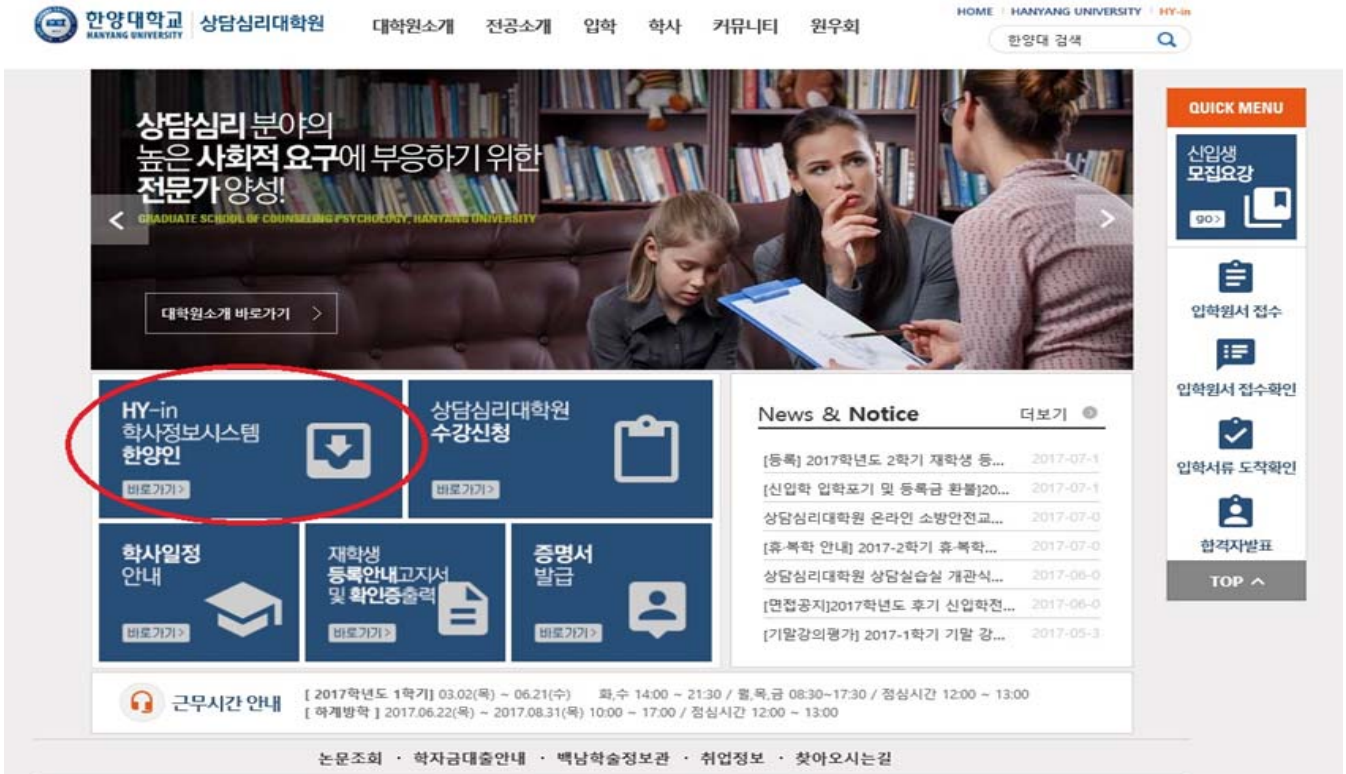 한양대학교
HANYANG UNIVERSITY
상담심리대학원
대학원소개 전공소개 입학 학사 커뮤니티 원우회
HOME HANYANG UNIVERSITY HY-in
한양대 검색
상담심리 분야의
높은 사회적 요구에 부응하기 위한
전문가 양성!
GRADUATE SCHOOL OF COUNSELING PSYCHOLOGY, HANYANG UNIVERSITY
대학원소개 바로가기 >
QUICK MENU
신입생
모집요강
go>
입학원서 접수
입학원서 접수확인
입학서류 도착확인
합격자발표
TOP
HY-in
학사정보시스템
한양인
바로가기>
상담심리대학원
수강신청
바로가기>
학사일정
안내
바로가기>
재학생
등록안내고지서
및 확인증출력
바로가기>
증명서
발급
바로가기>
News & Notice 더보기
[등록] 2017학년도 2학기 재학생 등... 2017-07-1
[신입학 입학포기 및 등록금 환불]20... 2017-07-1
상담심리대학원 온라인 소방안전교... 2017-07-0
[휴·복학 안내] 2017-2학기 휴·복학... 2017-07-0
상담심리대학원 상담실습실 개관식... 2017-06-0
[면접공지]2017학년도 후기 신입학전... 2017-06-0
[기말강의평가] 2017-1학기 기말 강... 2017-05-3
근무시간 안내
[ 2017학년도 1학기] 03.02(목) ~ 06.21(수) 화,수 14:00 ~ 21:30 / 월,목,금 08:30~17:30 / 점심시간 12:00 ~ 13:00
[ 하계방학 ] 2017.06.22(목) ~ 2017.08.31(목) 10:00 ~ 17:00 / 점심시간 12:00 ~ 13:00
논문조회 · 학자금대출안내 · 백남학술정보관 · 취업정보 · 찾아오시는길